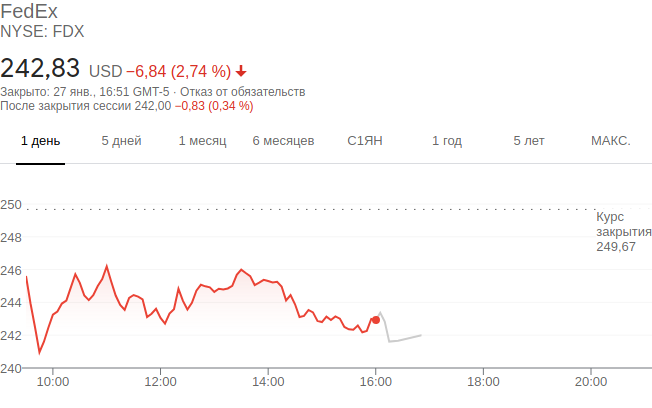 FedEx
NYSE: FDX
242,83 USD −6,84 (2,74 %)
Закрыто: 27 янв., 16:51 GMT-5 · Отказ от обязательств
После закрытия сессии 242,00 −0,83 (0,34 %)
1 день 5 дней 1 месяц 6 месяцев С1ЯН 1 год 5 лет МАКС.
250
Курс
закрытия
248
249,67
246
244
242
240
10:00 12:00 14:00 16:00 18:00 20:00